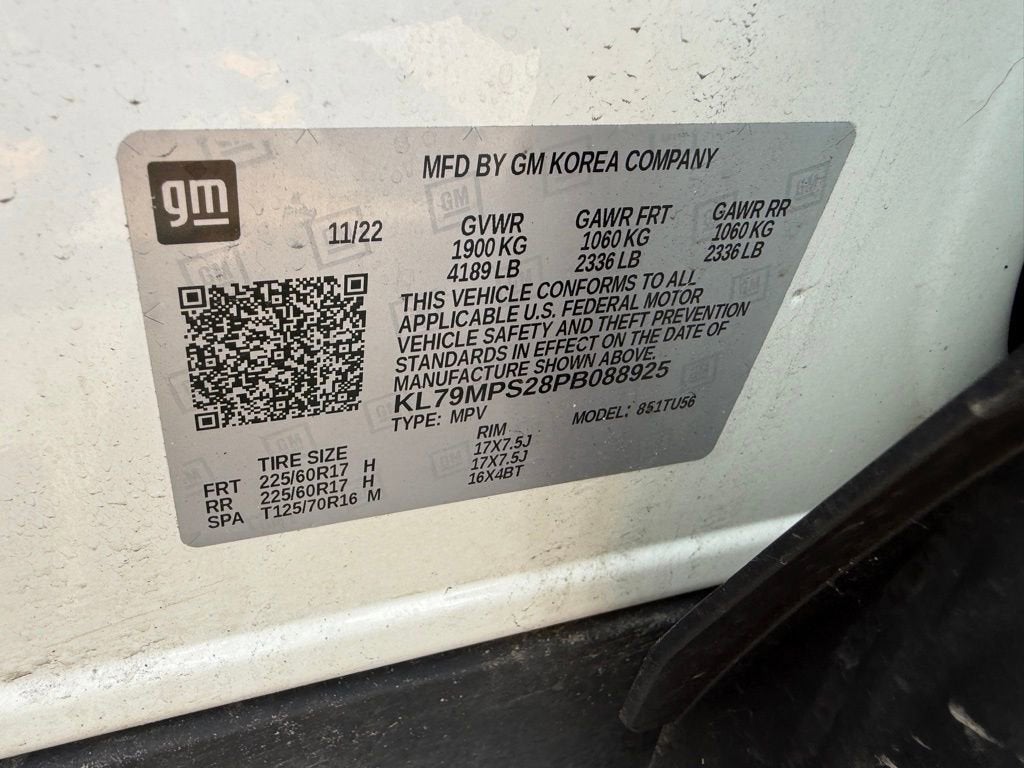 gm
MFD BY GM KOREA COMPANY
11/22
GVWR
1900 KG
4189 LB
GAWR FRT
1060 KG
2336 LB
GAWR RR
1060 KG
2336 LB
THIS VEHICLE CONFORMS TO ALL
APPLICABLE U.S. FEDERAL MOTOR
VEHICLE SAFETY AND THEFT PREVENTION
STANDARDS IN EFFECT ON THE DATE OF
MANUFACTURE SHOWN ABOVE.
KL79MPS28PB088925
TYPE: MPV MODEL: 851TU56
TIRE SIZE RIM
FRT 225/60R17 H 17X7.5J
RR 225/60R17 H 17X7.5J
SPA T125/70R16 M 16X4BT